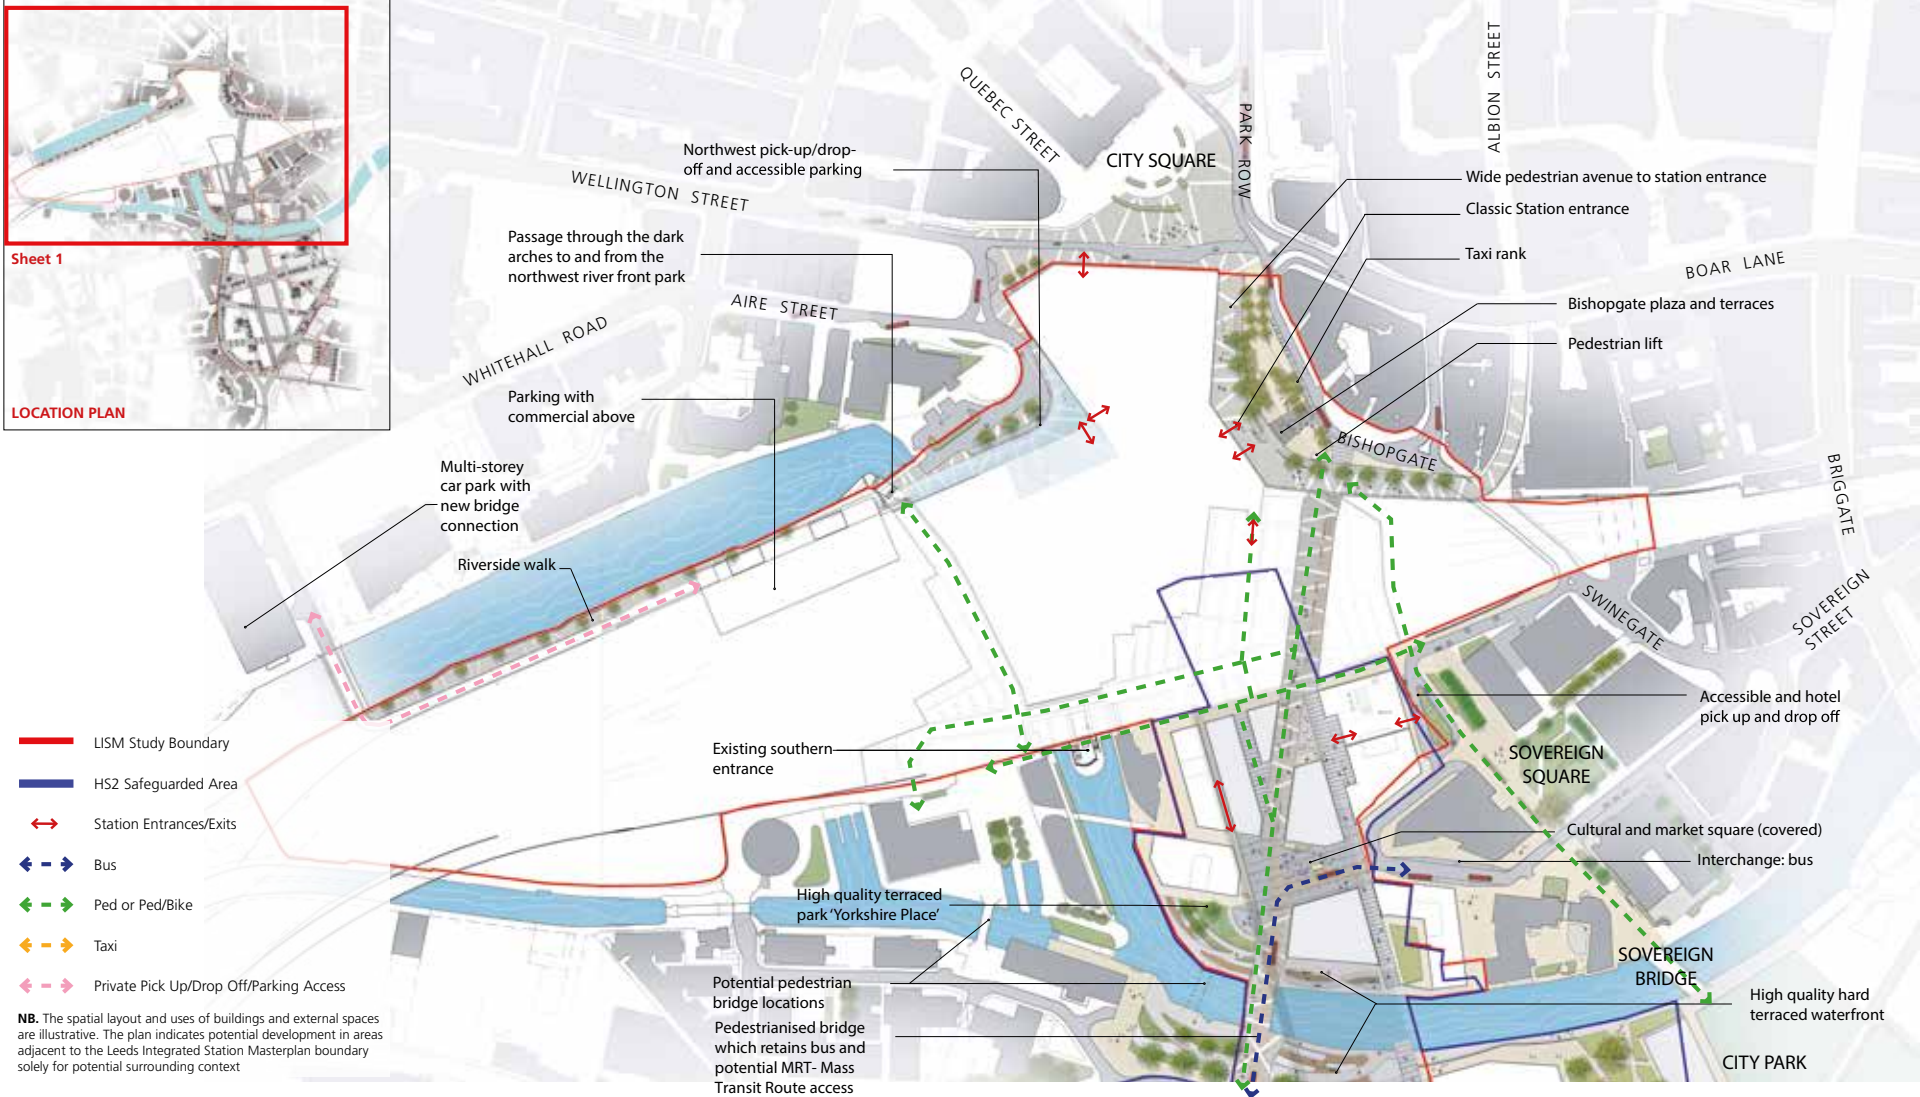 Sheet 1
LOCATION PLAN
QUEBEC STREET
CITY SQUARE
PARK ROW
ALBION STREET
Northwest pick-up/drop-
off and accessible parking
WELLINGTON STREET
Wide pedestrian avenue to station entrance
Classic Station entrance
Taxi rank
BOAR LANE
Passage through the dark
arches to and from the
northwest river front park
AIRE STREET
Bishopgate plaza and terraces
Pedestrian lift
WHITEHALL ROAD
Parking with
commercial above
BISHOPGATE
BRIGGATE
Multi-storey
car park with
new bridge
connection
Riverside walk
SWINEGATE
SOVEREIGN
STREET
Accessible and hotel
pick up and drop off
Existing southern
entrance
SOVEREIGN
SQUARE
Cultural and market square (covered)
Interchange: bus
High quality terraced
park 'Yorkshire Place'
SOVEREIGN
BRIDGE
Potential pedestrian
bridge locations
High quality hard
terraced waterfront
Pedestrianised bridge
which retains bus and
potential MRT- Mass
Transit Route access
CITY PARK
LISM Study Boundary
HS2 Safeguarded Area
Station Entrances/Exits
Bus
Ped or Ped/Bike
Taxi
Private Pick Up/Drop Off/Parking Access
NB. The spatial layout and uses of buildings and external spaces
are illustrative. The plan indicates potential development in areas
adjacent to the Leeds Integrated Station Masterplan boundary
solely for potential surrounding context